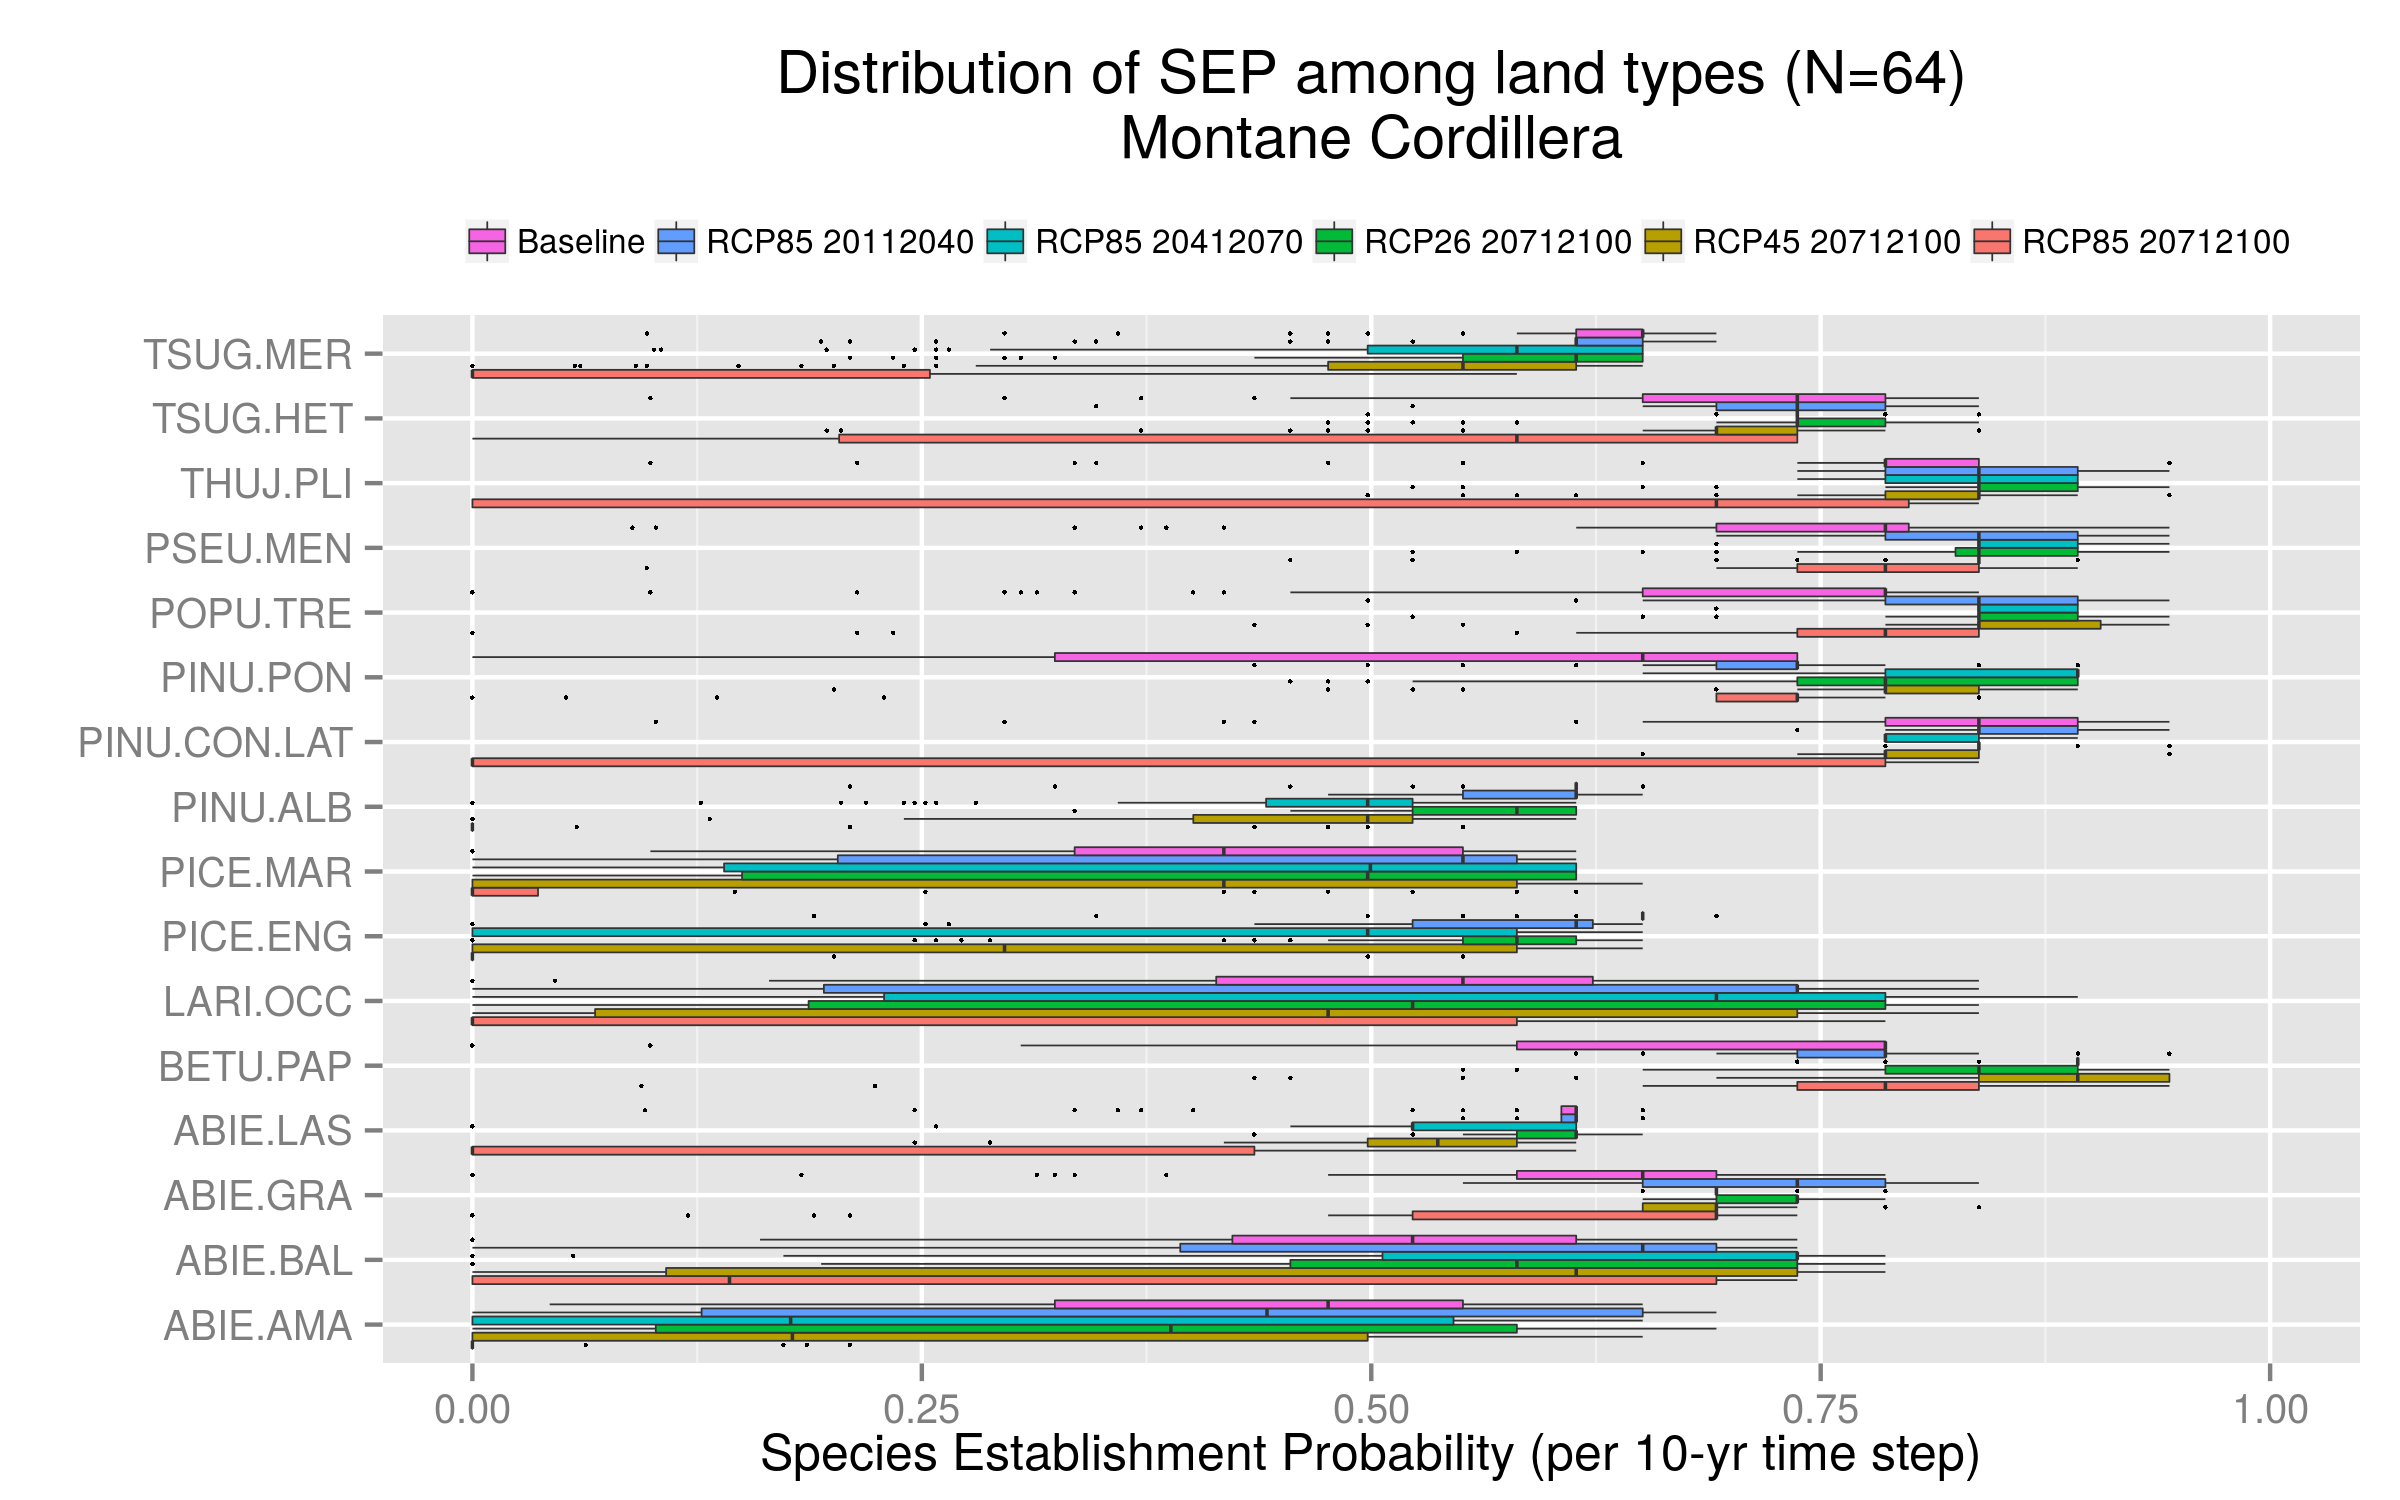 Distribution of SEP among land types (N=64)
Montane Cordillera
Baseline RCP85 20112040 RCP85 20412070 RCP26 20712100 RCP45 20712100 RCP85 20712100
TSUG.MER
TSUG.HET
THUJ.PLI
PSEU.MEN
POPU.TRE
PINU.PON
PINU.CON.LAT
PINU.ALB
PICE.MAR
PICE.ENG
LARI.OCC
BETU.PAP
ABIE.LAS
ABIE.GRA
ABIE.BAL
ABIE.AMA
0.00 0.25 0.50 0.75 1.00
Species Establishment Probability (per 10-yr time step)